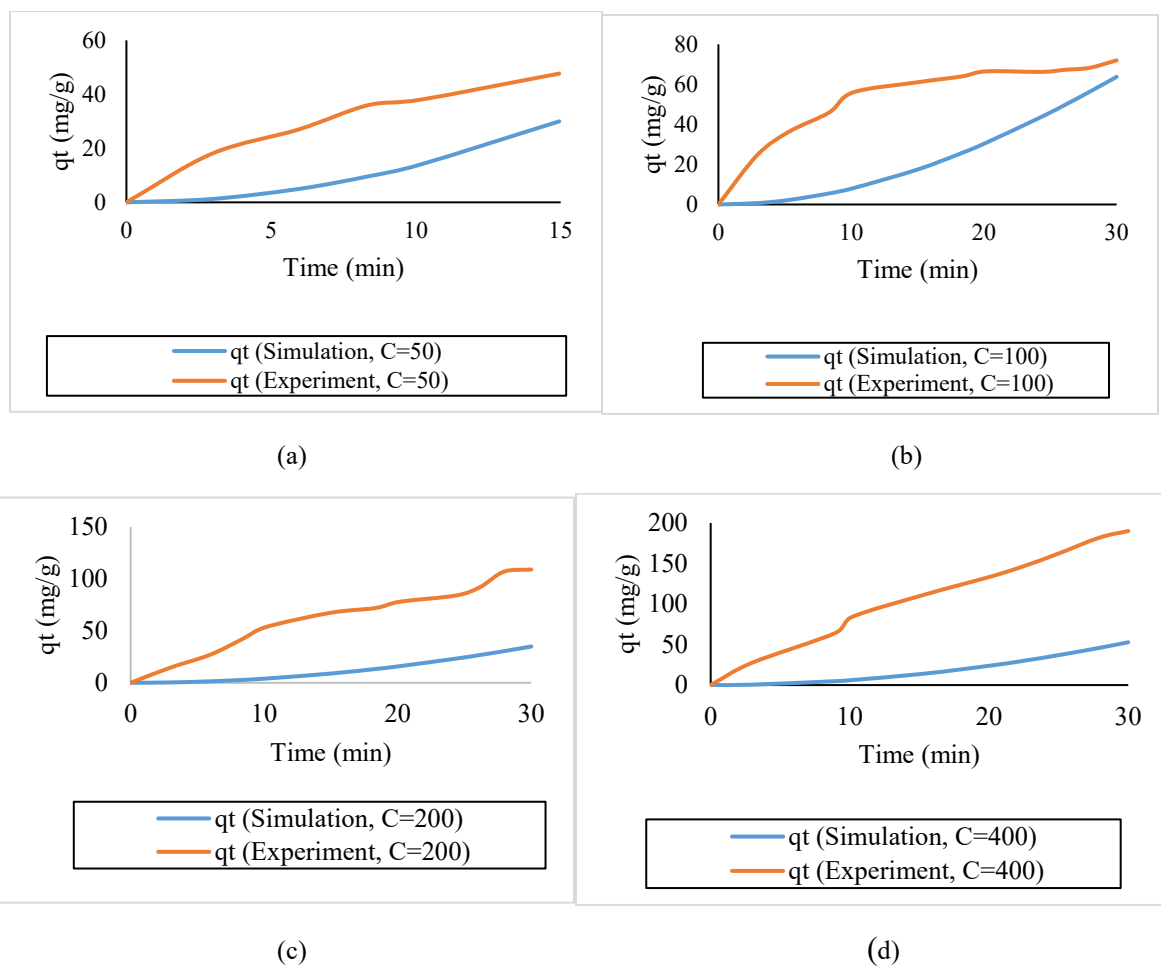 60
40
20
0
qt (mg/g)
0 5 10 15
Time (min)
qt (Simulation, C=50)
qt (Experiment, C=50)
(a)
80
60
40
20
0
qt (mg/g)
0 10 20 30
Time (min)
qt (Simulation, C=100)
qt (Experiment, C=100)
(b)
150
100
50
0
qt (mg/g)
0 10 20 30
Time (min)
qt (Simulation, C=200)
qt (Experiment, C=200)
(c)
200
150
100
50
0
qt (mg/g)
0 10 20 30
Time (min)
qt (Simulation, C=400)
qt (Experiment, C=400)
(d)